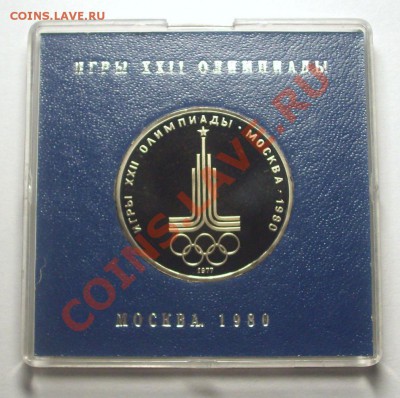 COINS.LAVE.RU
ИГРЫ XXII ОЛИМПИАДЫ
ИГРЫ XXII ОЛИМПИАДЫ · МОСКВА · 1980
1977
COINS.LAVE.RU
МОСКВА 1980